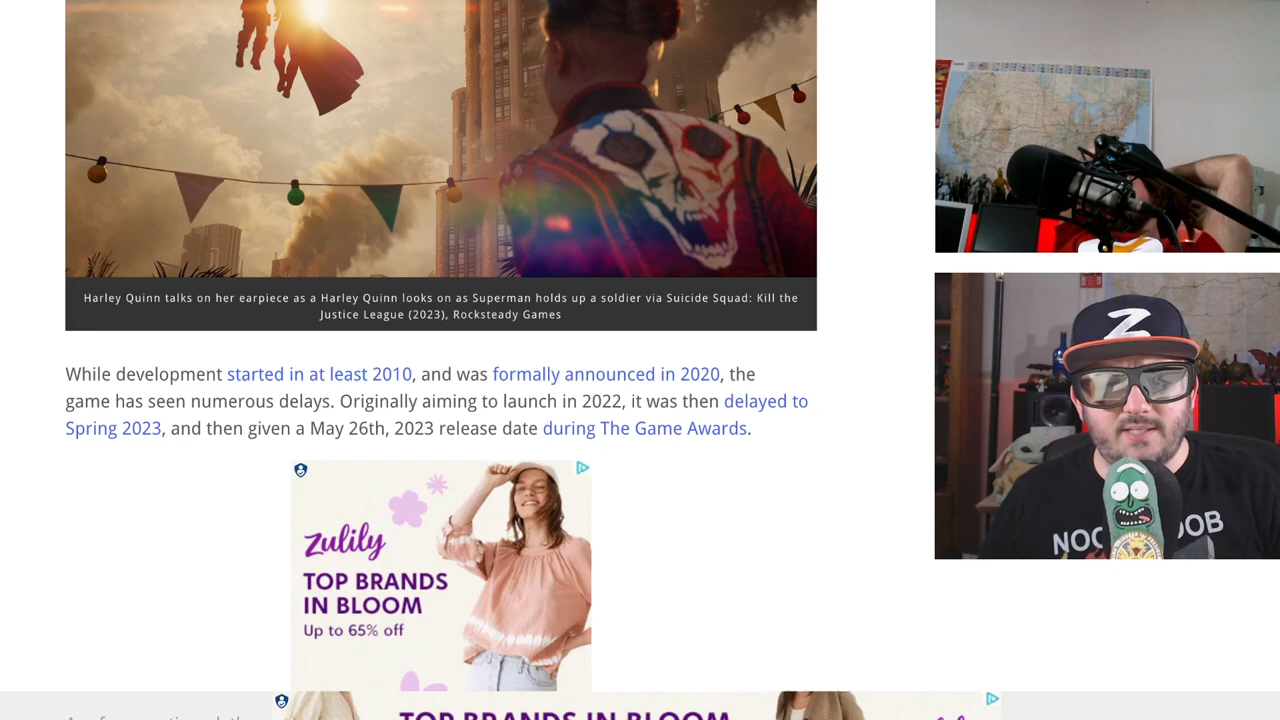 Harley Quinn talks on her earpiece as a Harley Quinn looks on as Superman holds up a soldier via Suicide Squad: Kill the
Justice League (2023), Rocksteady Games
While development started in at least 2010, and was formally announced in 2020, the
game has seen numerous delays. Originally aiming to launch in 2022, it was then delayed to
Spring 2023, and then given a May 26th, 2023 release date during The Game Awards.
zulily
TOP BRANDS
IN BLOOM
Up to 65% off
TOP BRANDS IN BLOOM
Z